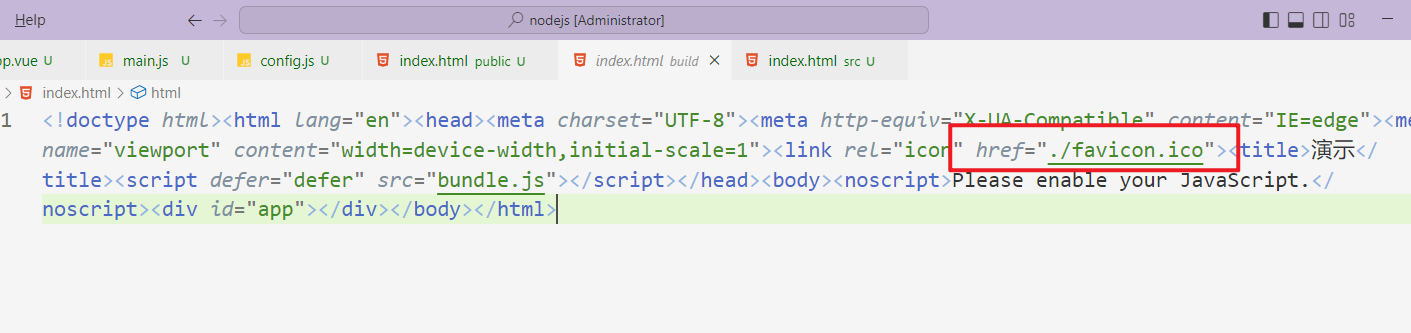 Help
nodejs [Administrator]
pp.vue U
main.js U
config.js U
index.html public U
index.html build
index.html src U
index.html
html
1
<!doctype html><html lang="en"><head><meta charset="UTF-8"><meta http-equiv="X-UA-Compatible" content="IE=edge"><me
name="viewport" content="width=device-width,initial-scale=1"><link rel="icon" href="./favicon.ico"><title>演示</
title><script defer="defer" src="bundle.js"></script></head><body><noscript>Please enable your JavaScript.</
noscript><div id="app"></div></body></html>